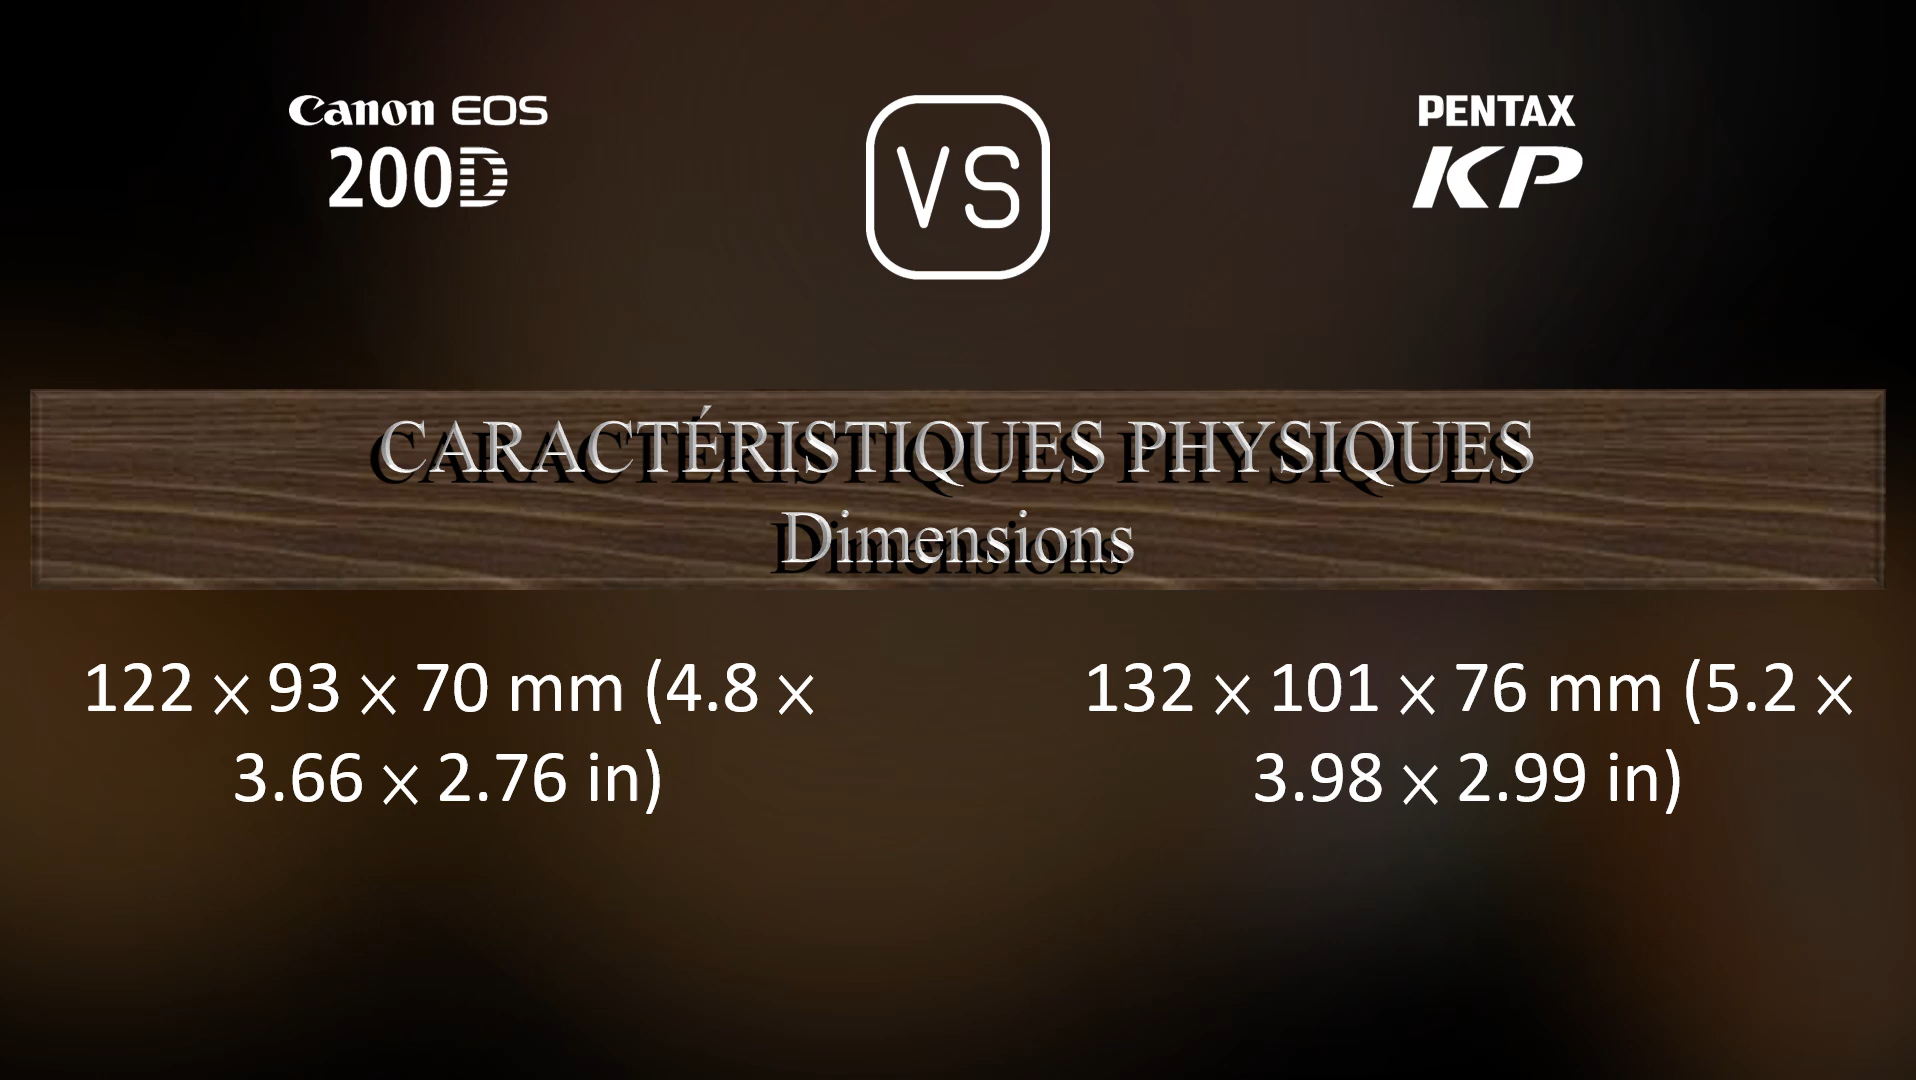 Canon EOS
200D
VS
PENTAX
KP
CARACTÉRISTIQUES PHYSIQUES
Dimensions
122 x 93 x 70 mm (4.8 x
3.66 x 2.76 in)
132 x 101 x 76 mm (5.2 x
3.98 x 2.99 in)